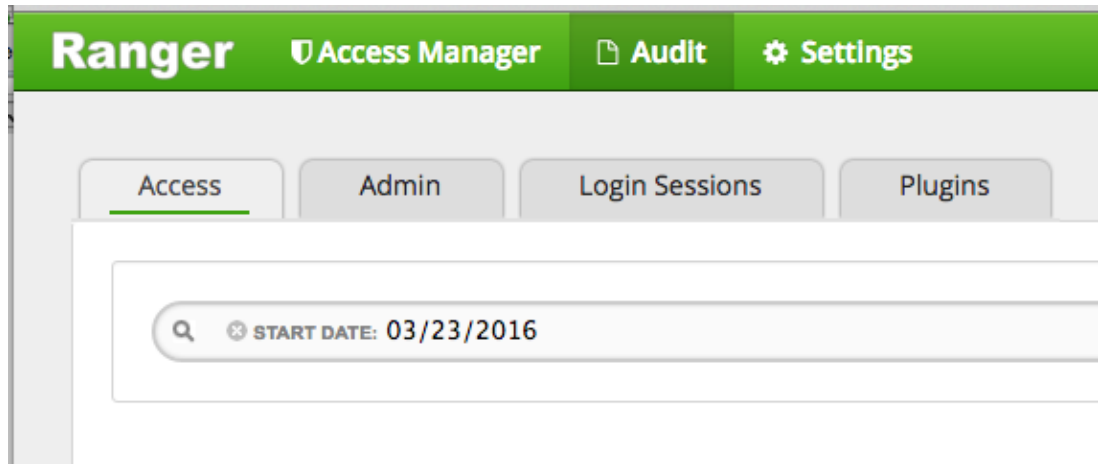 Ranger Access Manager Audit Settings
Access Admin Login Sessions Plugins
START DATE: 03/23/2016